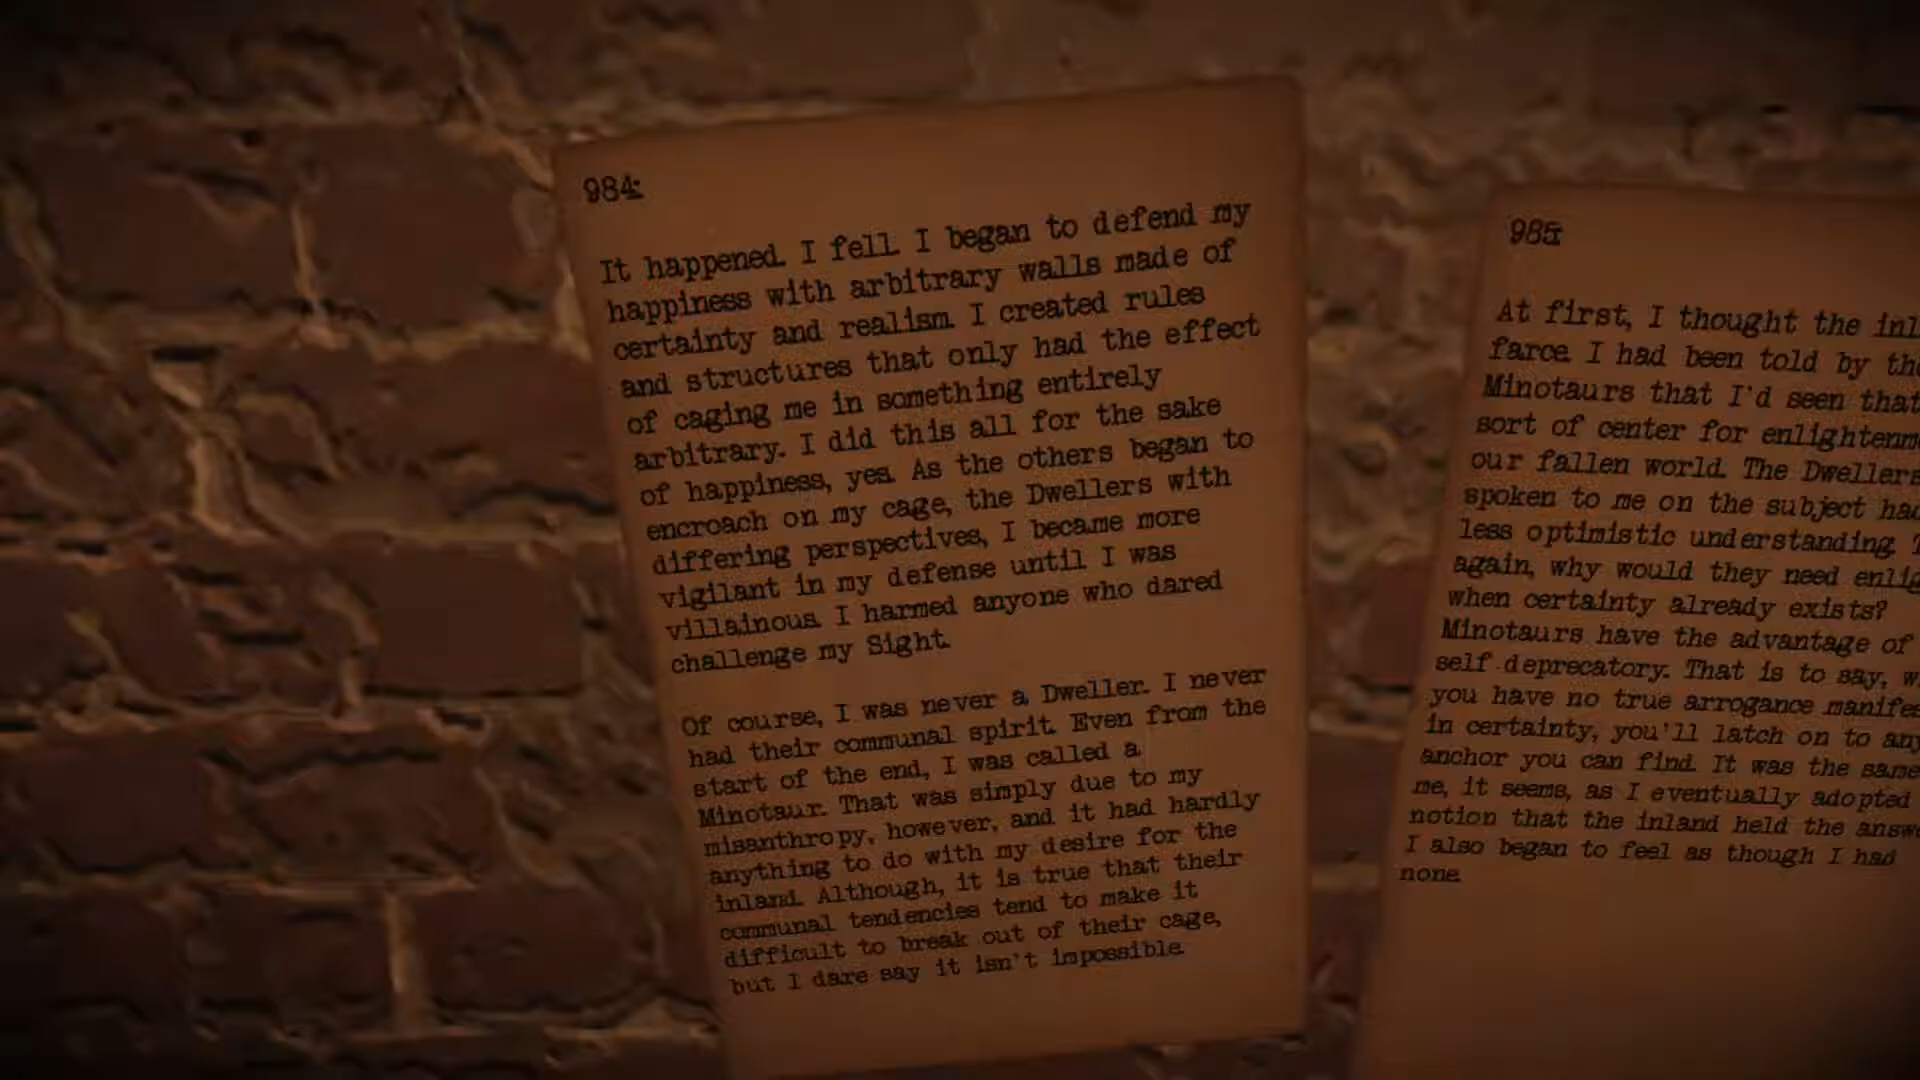 984:
It happened. I fell. I began to defend my
happiness with arbitrary walls made of
certainty and realism. I created rules
and structures that only had the effect
of caging me in something entirely
arbitrary. I did this all for the sake
of happiness, yes. As the others began to
encroach on my cage, the Dwellers with
differing perspectives, I became more
vigilant in my defense until I was
villainous. I harmed anyone who dared
challenge my Sight.
Of course, I was never a Dweller. I never
had their communal spirit. Even from the
start of the end, I was called a
Minotaur. That was simply due to my
misanthropy, however, and it had hardly
anything to do with my desire for the
inland. Although, it is true that their
communal tendencies tend to make it
difficult to break out of their cage,
but I dare say it isn't impossible.
985:
At first, I thought the
farce. I had been told by
Minotaurs that I'd seen that
sort of center for
our fallen world. The Dwellers
spoken to me on the subject
less optimistic understanding.
again, why would they need
when certainty already exists?
Minotaurs have the advantage of
self-deprecatory. That is to say,
you have no true arrogance
in certainty, you'll latch on to
anchor you can find. It was the same
me, it seems, as I eventually adopted
notion that the inland held the
I also began to feel as though I had
none.